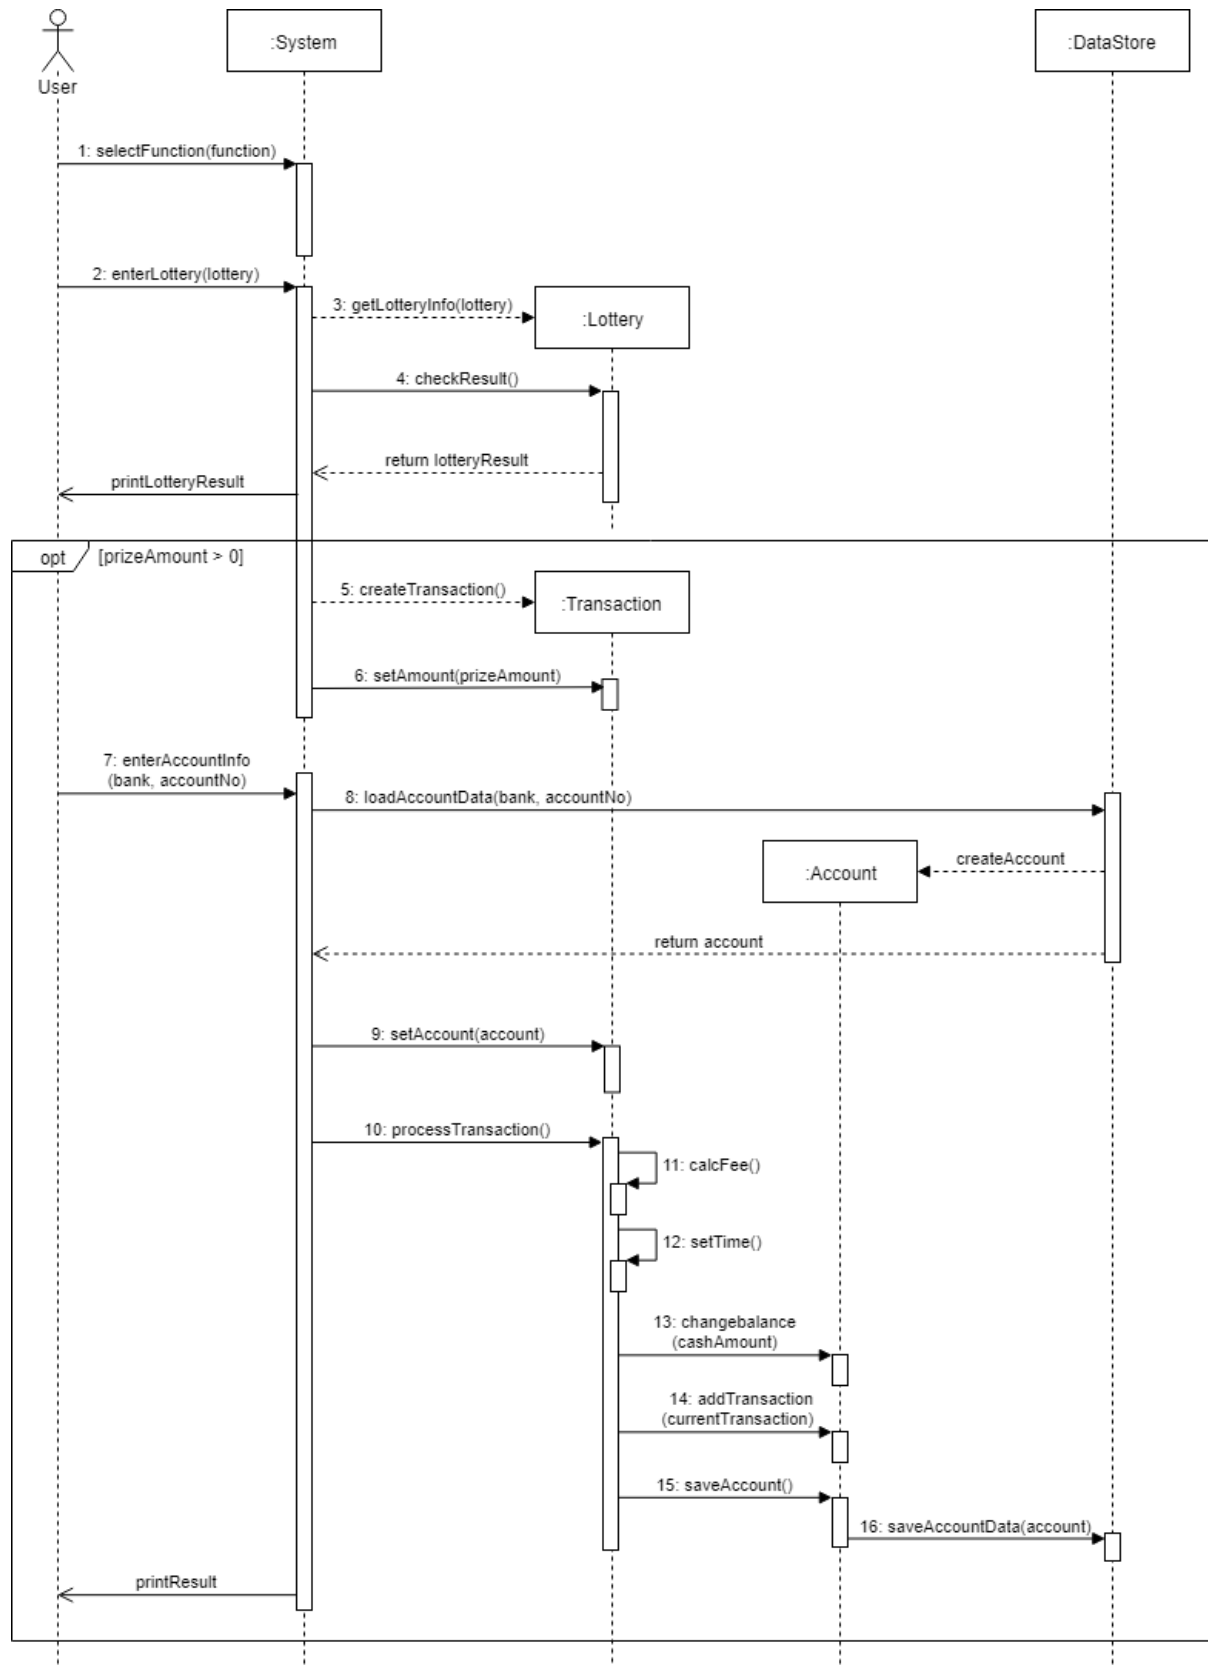 :System
:DataStore
User
1: selectFunction(function)
2: enterLottery(lottery)
3: getLotteryInfo(lottery)
:Lottery
4: checkResult()
return lotteryResult
printLotteryResult
opt
[prizeAmount > 0]
5: createTransaction()
:Transaction
6: setAmount(prizeAmount)
7: enterAccountInfo
(bank, accountNo)
8: loadAccountData(bank, accountNo)
createAccount
:Account
return account
9: setAccount(account)
10: processTransaction()
11: calcFee()
12: setTime()
13: changebalance
(cashAmount)
14: addTransaction
(currentTransaction)
15: saveAccount()
16: saveAccountData(account)
printResult